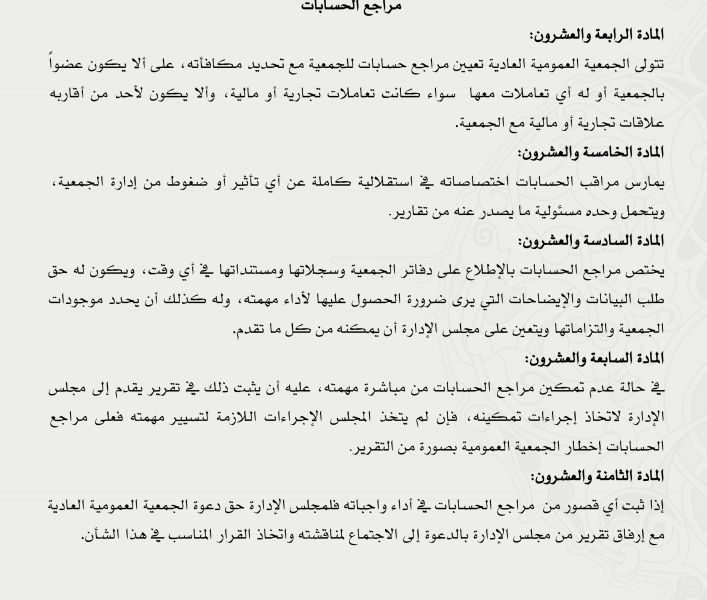 مراجع الحسابات
المادة الرابعة والعشرون:
تتولى الجمعية العمومية العادية تعيين مراجع حسابات للجمعية مع تحديد مكافأته، على ألا يكون عضواً
بالجمعية أو له أي تعاملات معها سواء كانت تعاملات تجارية أو مالية، وألا يكون لأحد من أقاربه
علاقات تجارية أو مالية مع الجمعية.
المادة الخامسة والعشرون:
يمارس مراقب الحسابات اختصاصاته في استقلالية كاملة عن أي تأثير أو ضغوط من إدارة الجمعية،
ويتحمل وحده مسئولية ما يصدر عنه من تقارير.
المادة السادسة والعشرون:
يختص مراجع الحسابات بالإطلاع على دفاتر الجمعية وسجلاتها ومستنداتها في أي وقت، ويكون له حق
طلب البيانات والإيضاحات التي يرى ضرورة الحصول عليها لأداء مهمته، وله كذلك أن يحدد موجودات
الجمعية والتزاماتها ويتعين على مجلس الإدارة أن يمكنه من كل ما تقدم.
المادة السابعة والعشرون:
في حالة عدم تمكين مراجع الحسابات من مباشرة مهمته، عليه أن يثبت ذلك في تقرير يقدم إلى مجلس
الإدارة لاتخاذ إجراءات تمكينه، فإن لم يتخذ المجلس الإجراءات اللازمة لتسيير مهمته فعلى مراجع
الحسابات إخطار الجمعية العمومية بصورة من التقرير.
المادة الثامنة والعشرون:
إذا ثبت أي قصور من مراجع الحسابات في أداء واجباته فلمجلس الإدارة حق دعوة الجمعية العمومية العادية
مع إرفاق تقرير من مجلس الإدارة بالدعوة إلى الاجتماع لمناقشته واتخاذ القرار المناسب في هذا الشأن.